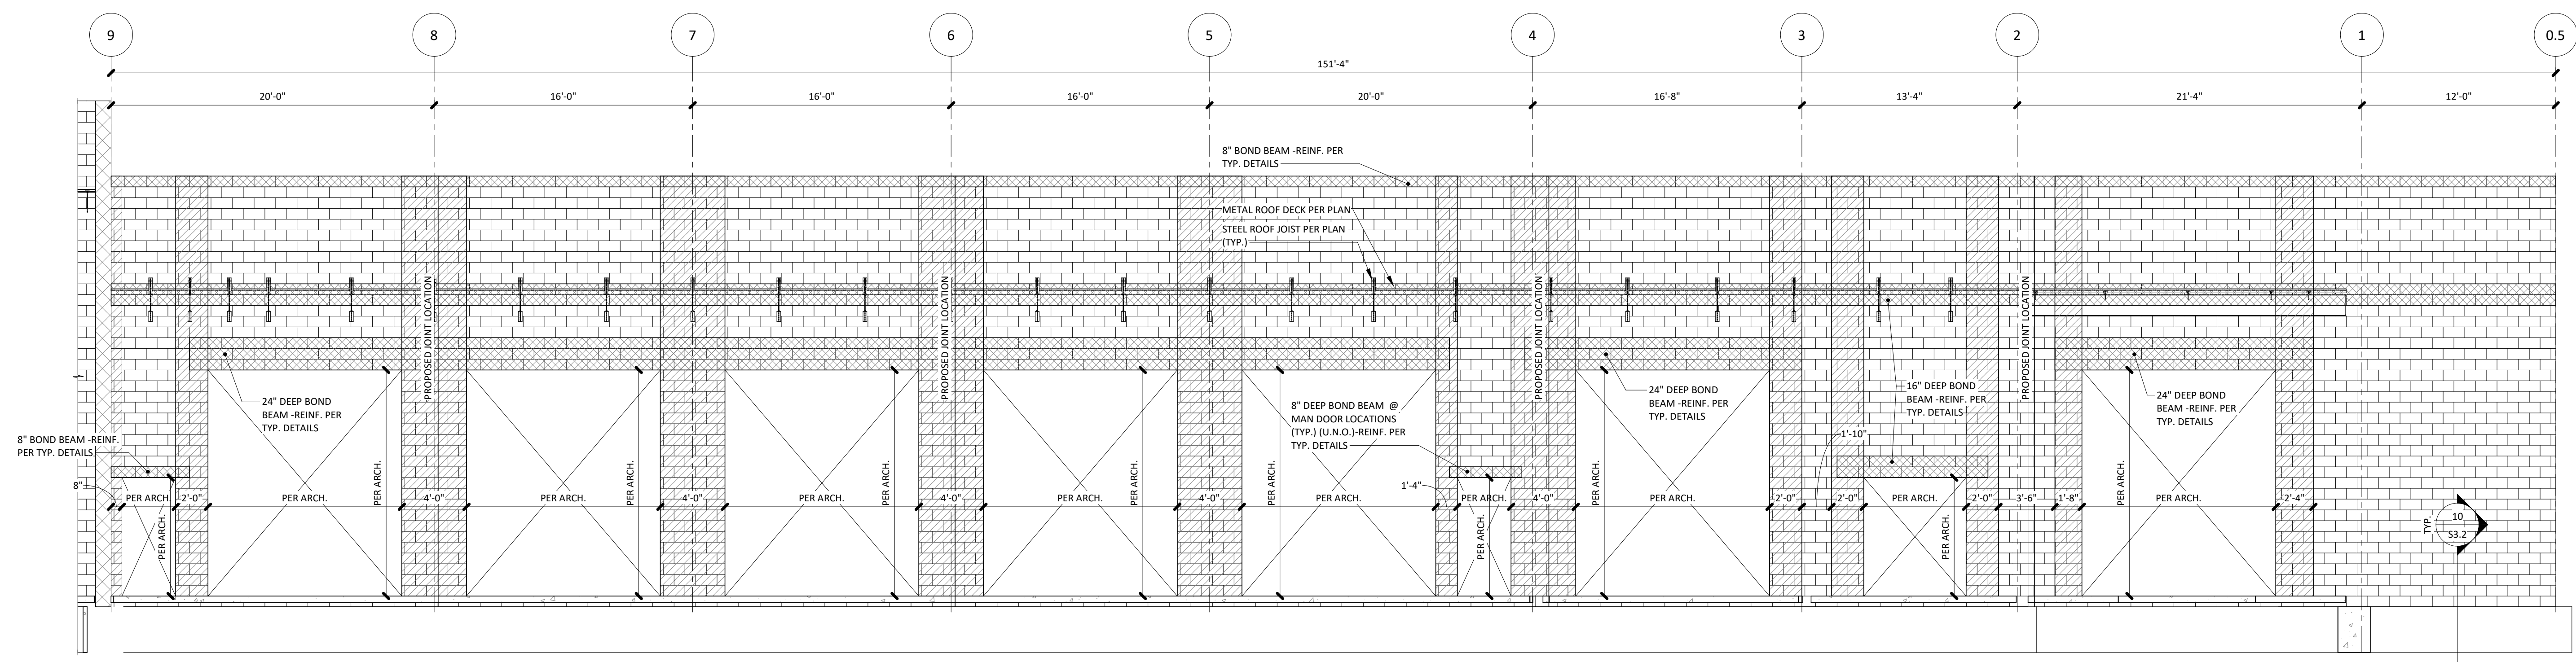 9
8
7
6
5
4
3
2
1
0.5
151'-4"
20'-0"
16'-0"
16'-0"
16'-0"
20'-0"
16'-8"
13'-4"
21'-4"
12'-0"
8" BOND BEAM -REINF. PER
TYP. DETAILS
METAL ROOF DECK PER PLAN
STEEL ROOF JOIST PER PLAN
(TYP.)
PROPOSED JOINT LOCATION
PROPOSED JOINT LOCATION
PROPOSED JOINT LOCATION
PROPOSED JOINT LOCATION
24" DEEP BOND
BEAM -REINF. PER
TYP. DETAILS
8" DEEP BOND BEAM @
MAN DOOR LOCATIONS
(TYP.) (U.N.O.)-REINF. PER
TYP. DETAILS
24" DEEP BOND
BEAM -REINF. PER
TYP. DETAILS
16" DEEP BOND
BEAM -REINF. PER
TYP. DETAILS
24" DEEP BOND
BEAM -REINF. PER
TYP. DETAILS
8" BOND BEAM -REINF.
PER TYP. DETAILS
1'-10"
PER ARCH.
PER ARCH.
PER ARCH.
PER ARCH.
PER ARCH.
PER ARCH.
PER ARCH.
8"
PER ARCH.
2'-0"
PER ARCH.
4'-0"
PER ARCH.
4'-0"
PER ARCH.
4'-0"
PER ARCH.
4'-0"
PER ARCH.
1'-4"
PER ARCH.
4'-0"
PER ARCH.
2'-0"
2'-0"
PER ARCH.
2'-0"
3'-6"
1'-8"
PER ARCH.
2'-4"
PER ARCH.
PER ARCH.
PER ARCH.
TYP.
10
S3.2